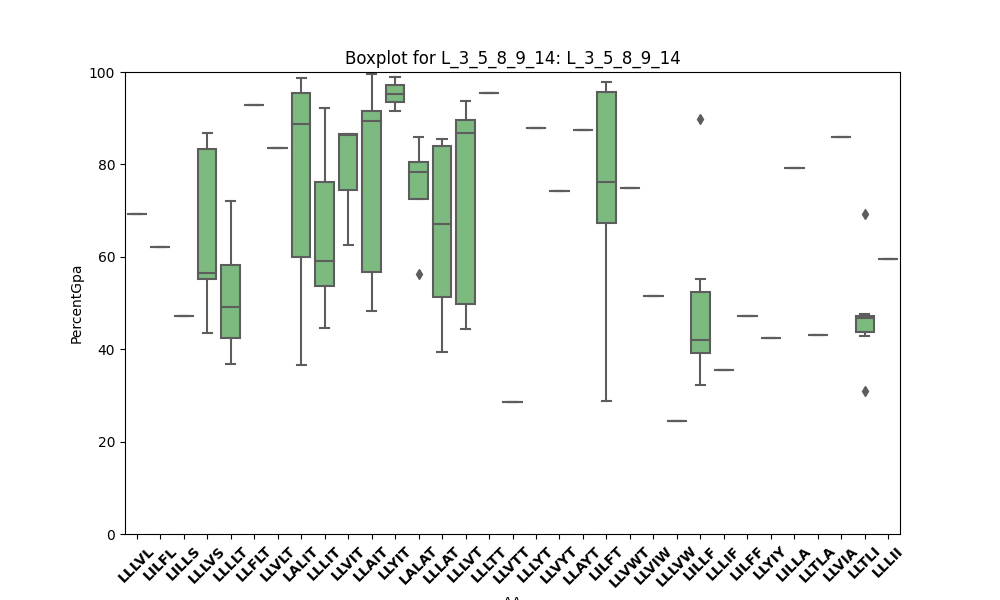 Boxplot for L_3_5_8_9_14: L_3_5_8_9_14
PercentGpa
100
80
60
40
20
0
LLLVL
LILFL
LILLS
LLLVS
LLLLT
LLFLT
LLVLT
LALIT
LLLIT
LLVIT
LLAIT
LLYIT
LALAT
LLLAT
LLLVT
LLLTT
LLVTT
LLLYT
LLVYT
LLAYT
LILFT
LLVWT
LLVIW
LLLVW
LILLF
LLLIF
LILFF
LLYIY
LILLA
LLTLA
LLVIA
LLTLI
LLLII
AA